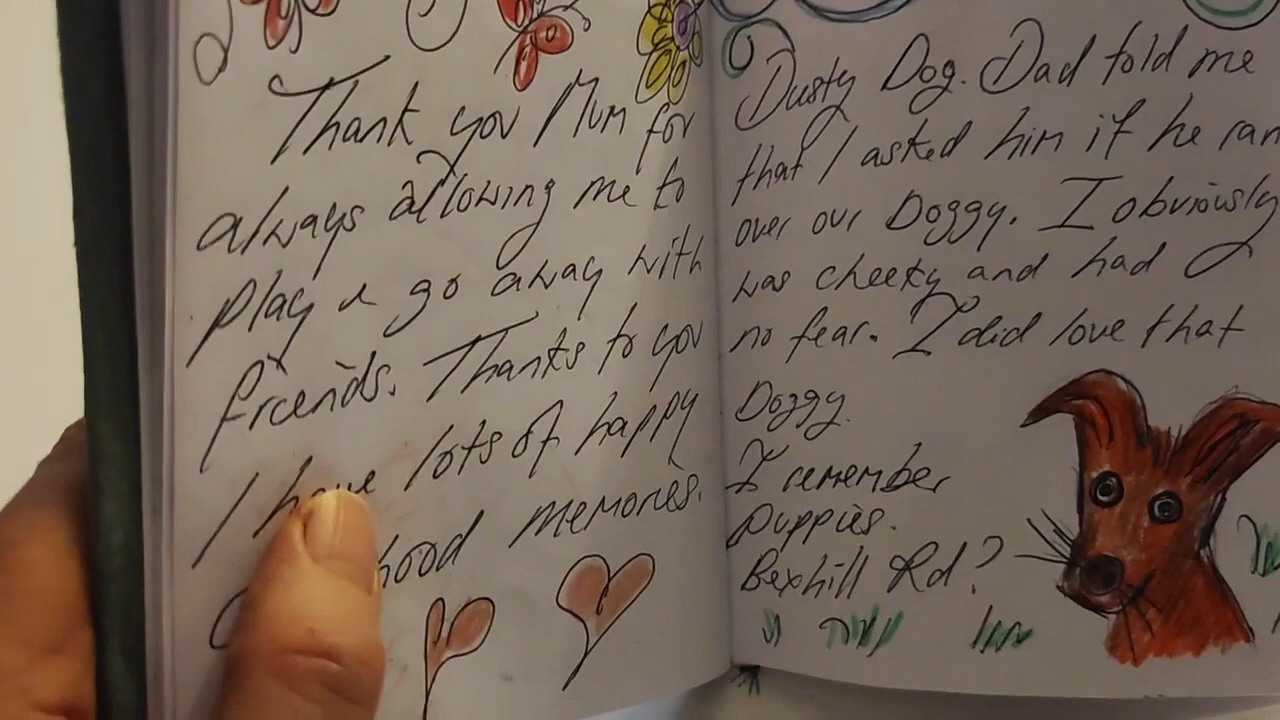 Thank you Mum for
always allowing me to
play & go away with
friends. Thanks to you
I have lots of happy
hood memories.
Dusty Dog. Dad told me
that I asked him if he ran
over our Doggy. I obviously
was cheeky and had
no fear. I did love that
Doggy.
I remember
puppies.
Bexhill Rd?